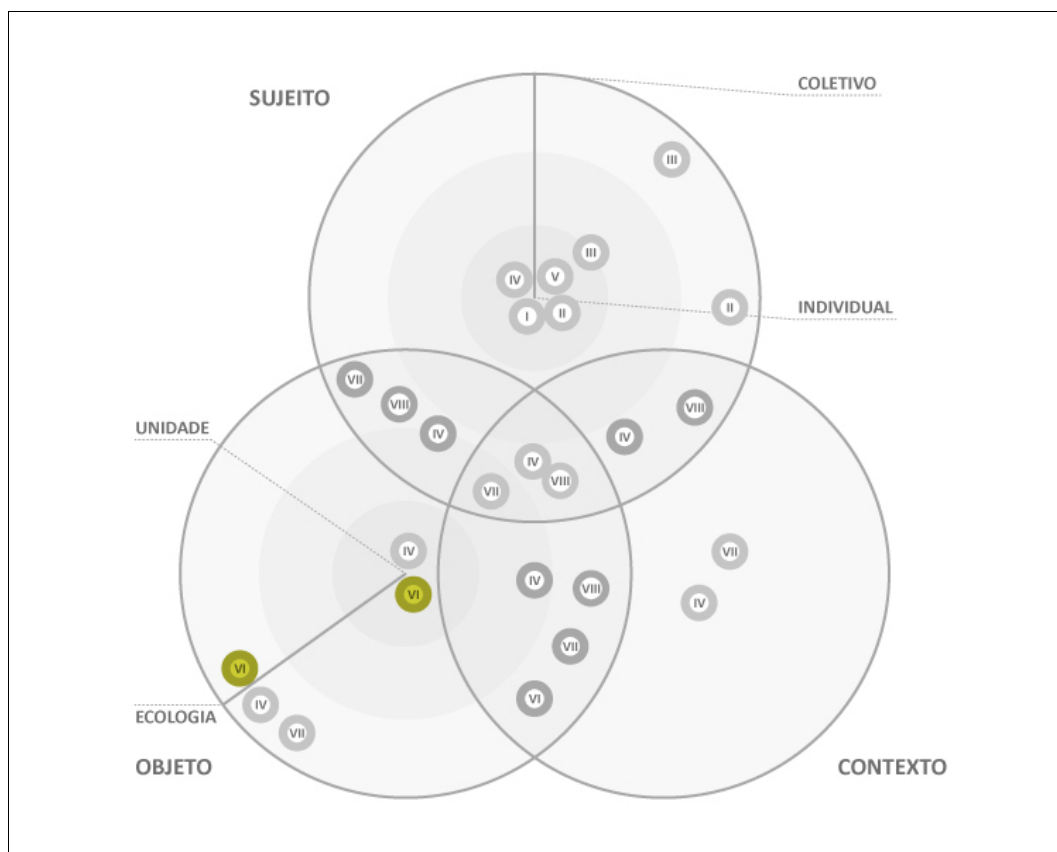 COLETIVO
SUJEITO
III
III
IV
V
INDIVIDUAL
II
I
II
VII
VIII
VIII
UNIDADE
IV
IV
IV
VIII
VII
IV
VII
IV
VIII
VI
IV
VII
VI
VI
IV
ECOLOGIA
VII
OBJETO
CONTEXTO